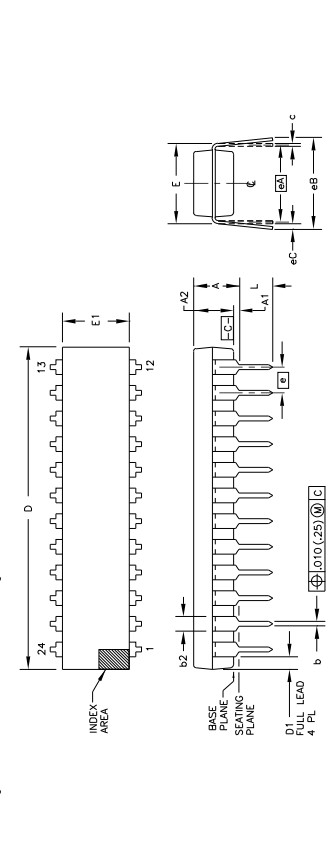 D
24
13
E1
INDEX
AREA
1
12
E
c
℄
eA
eB
eC
b2
A2
A
L
-C-
A1
BASE
PLANE
SEATING
PLANE
e
D1
FULL LEAD
4 PL
b
⌖ .010 (.25) Ⓜ C